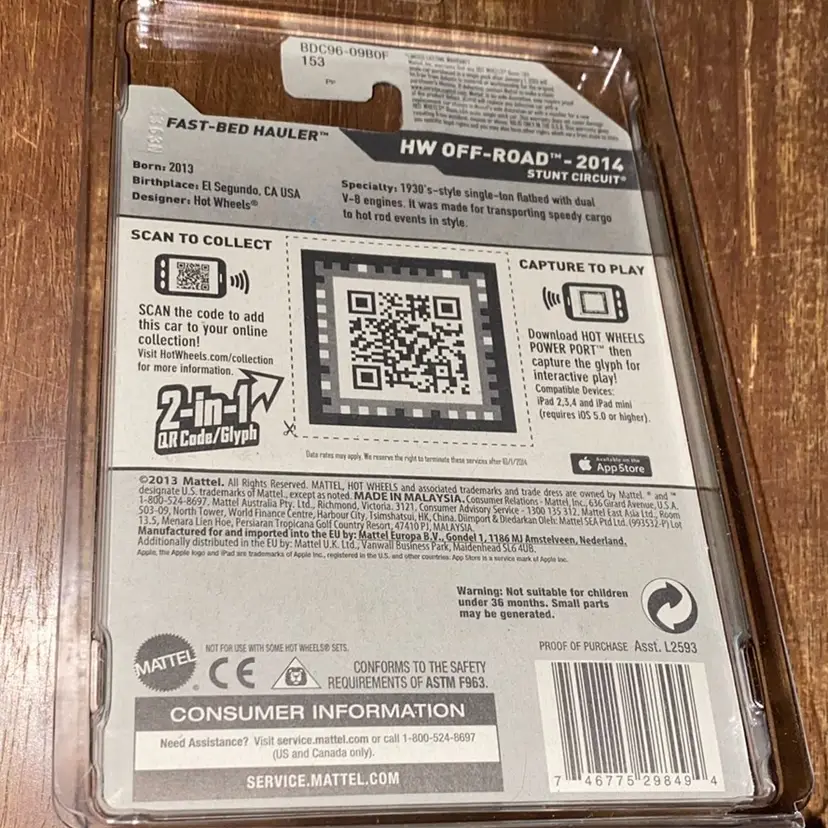 BDC96-09B0F
153
PP
FAST-BED HAULER™
HW OFF-ROAD™ - 2014
STUNT CIRCUIT®
Born: 2013
Birthplace: El Segundo, CA USA
Designer: Hot Wheels®
Specialty: 1930's-style single-ton flatbed with dual
V-8 engines. It was made for transporting speedy cargo
to hot rod events in style.
SCAN TO COLLECT
SCAN the code to add
this car to your online
collection!
Visit HotWheels.com/collection
for more information.
2-in-1
QR Code/Glyph
CAPTURE TO PLAY
Download HOT WHEELS
POWER PORT™ then
capture the glyph for
interactive play!
Compatible Devices:
iPad 2,3,4 and iPad mini
(requires iOS 5.0 or higher).
Data rates may apply. We reserve the right to terminate these services after
Available on the
App Store
©2013 Mattel. All Rights Reserved. MATTEL, HOT WHEELS and associated trademarks and trade dress are owned by Mattel. ® and ™
designate U.S. trademarks of Mattel, except as noted. MADE IN MALAYSIA. Consumer Relations - Mattel, Inc., 636 Girard Avenue, U.S.A.
1-800-524-8697. Mattel Australia Pty. Ltd., Richmond, Victoria. 3121. Consumer Advisory Service - 1300 135 312. Mattel East Asia Ltd., Room
503-09, North Tower, World Finance Centre, Harbour City, Tsimshatsui, HK, China. Diimport & Diedarkan Oleh: Mattel SEA Ptd Ltd. (993532-P) Lot
13.5, Menara Lien Hoe, Persiaran Tropicana Golf Country Resort, 47410 PJ, MALAYSIA.
Manufactured for and imported into the EU by: Mattel Europa B.V., Gondel 1, 1186 MJ Amstelveen, Nederland.
Additionally distributed in the EU by: Mattel U.K. Ltd., Vanwall Business Park, Maidenhead SL6 4UB.
Apple, the Apple logo and iPad are trademarks of Apple Inc., registered in the U.S. and other countries. App Store is a service mark of Apple Inc.
Warning: Not suitable for children
under 36 months. Small parts
may be generated.
PROOF OF PURCHASE Asst. L2593
MATTEL
NOT FOR USE WITH SOME HOT WHEELS® SETS.
CE
CONFORMS TO THE SAFETY
REQUIREMENTS OF ASTM F963.
CONSUMER INFORMATION
Need Assistance? Visit service.mattel.com or call 1-800-524-8697
(US and Canada only).
SERVICE.MATTEL.COM
7 46775 29849 4